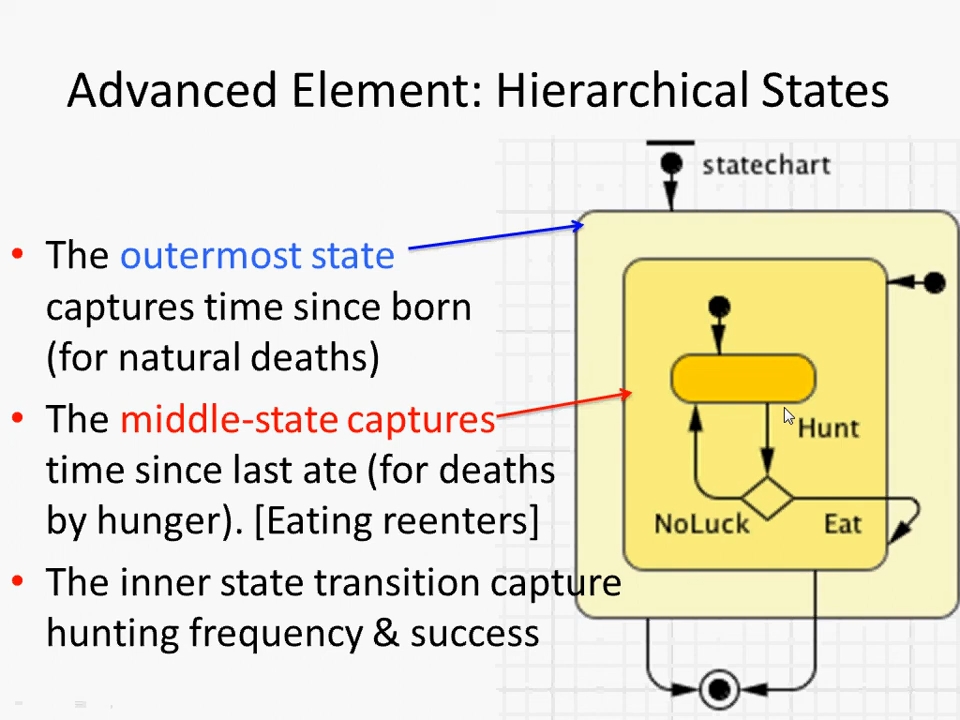 Advanced Element: Hierarchical States
statechart
• The outermost state
captures time since born
(for natural deaths)
• The middle-state captures
time since last ate (for deaths
by hunger). [Eating reenters]
• The inner state transition capture
hunting frequency & success
Hunt
NoLuck
Eat